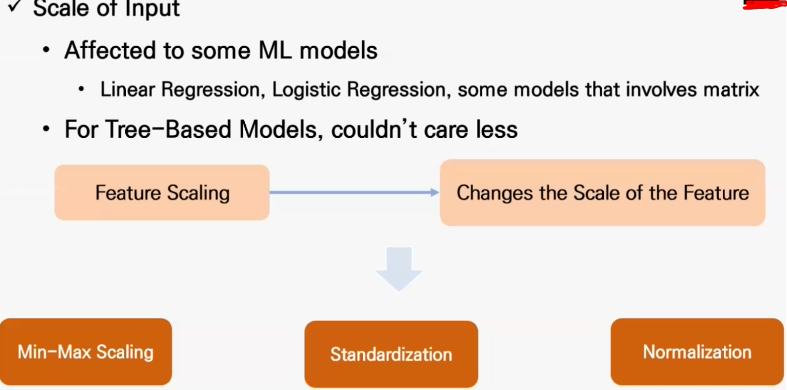 ✓ Scale of Input
• Affected to some ML models
• Linear Regression, Logistic Regression, some models that involves matrix
• For Tree-Based Models, couldn't care less
Feature Scaling
Changes the Scale of the Feature
Min-Max Scaling
Standardization
Normalization